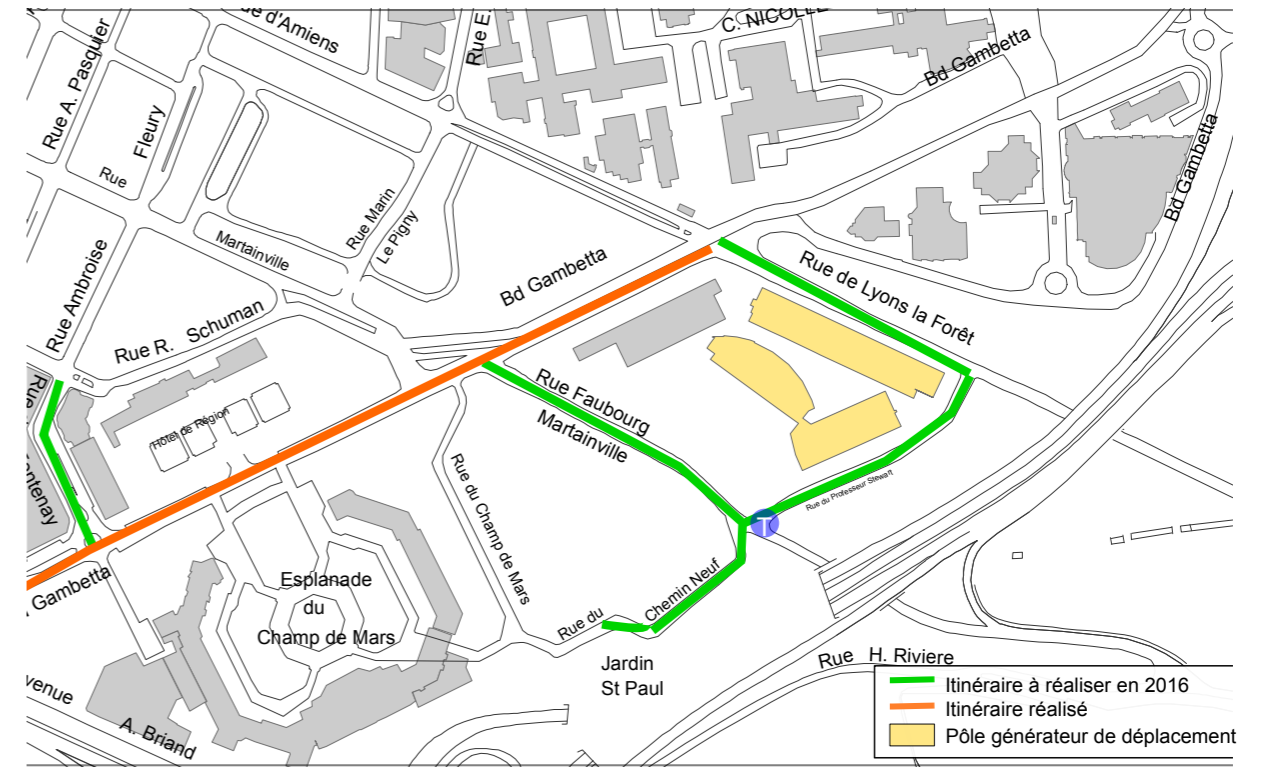 e d'Amiens
Rue E.
C. NICOLLE
Bd Gambetta
Rue A. Pasquier
Fleury
Rue
Bd Gambetta
Rue Marin
Le Pigny
Martainville
Rue Ambroise
Bd Gambetta
Rue de Lyons la Forêt
Rue R. Schuman
Rue Faubourg
Martainville
Hôtel de Région
Rue du Champ de Mars
Rue du Professeur Stewart
T
Gambetta
Esplanade
du
Champ de Mars
Chemin Neuf
Rue du
Jardin
St Paul
Rue H. Riviere
venue
A. Briand
Itinéraire à réaliser en 2016
Itinéraire réalisé
Pôle générateur de déplacement